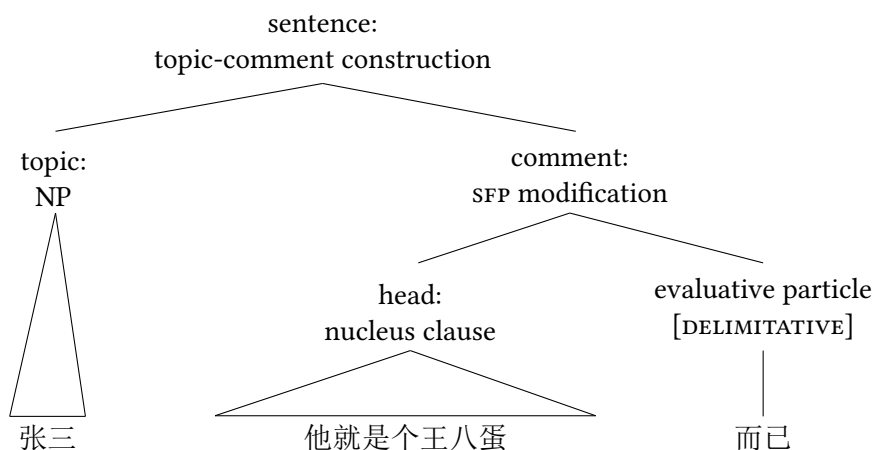 sentence:
topic-comment construction
topic:
NP
comment:
SFP modification
head:
nucleus clause
evaluative particle
[DELIMITATIVE]
张三
他就是个王八蛋
而己